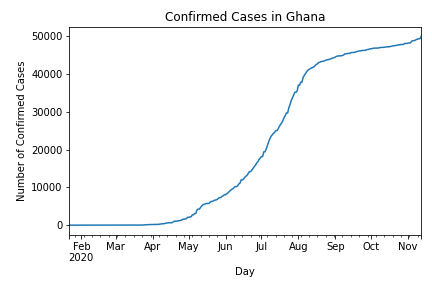 Confirmed Cases in Ghana
Number of Confirmed Cases
50000
40000
30000
20000
10000
0
Feb Mar Apr May Jun Jul Aug Sep Oct Nov
2020
Day